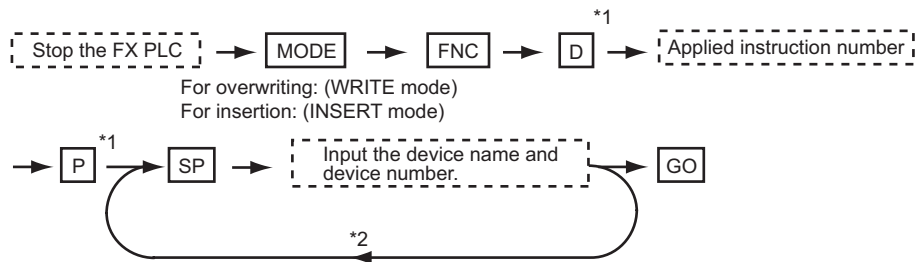 *1
Stop the FX PLC
MODE
FNC
D
Applied instruction number
For overwriting: (WRITE mode)
For insertion: (INSERT mode)
P
*1
SP
Input the device name and
device number.
GO
*2